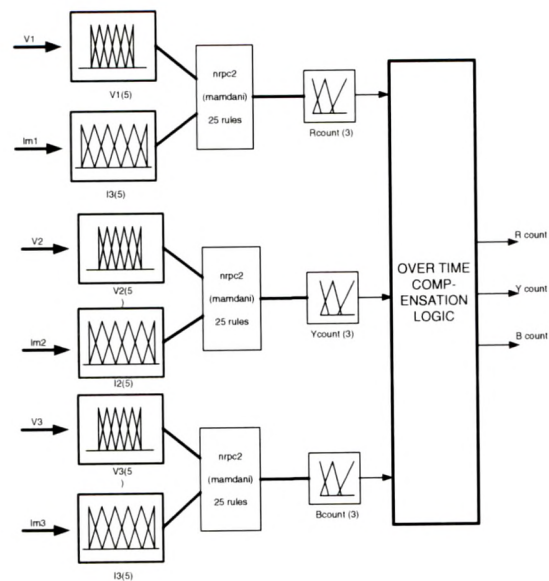 V1
V1(5)
Im1
I3(5)
nrpc2
(mamdani)
25 rules
Rcount (3)
V2
V2(5
)
Im2
I2(5)
nrpc2
(mamdani)
25 rules
Ycount (3)
V3
V3(5
)
Im3
I3(5)
nrpc2
(mamdani)
25 rules
Bcount (3)
OVER TIME
COMP-
ENSATION
LOGIC
R count
Y count
B count